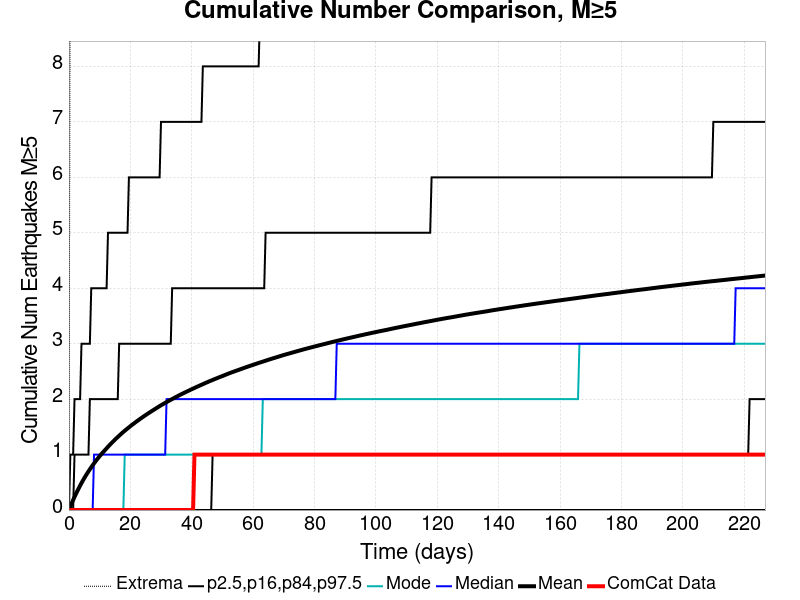 Cumulative Number Comparison, M≥5
Cumulative Num Earthquakes M≥5
8
7
6
5
4
3
2
1
0
0 20 40 60 80 100 120 140 160 180 200 220
Time (days)
Extrema p2.5,p16,p84,p97.5 Mode Median Mean ComCat Data